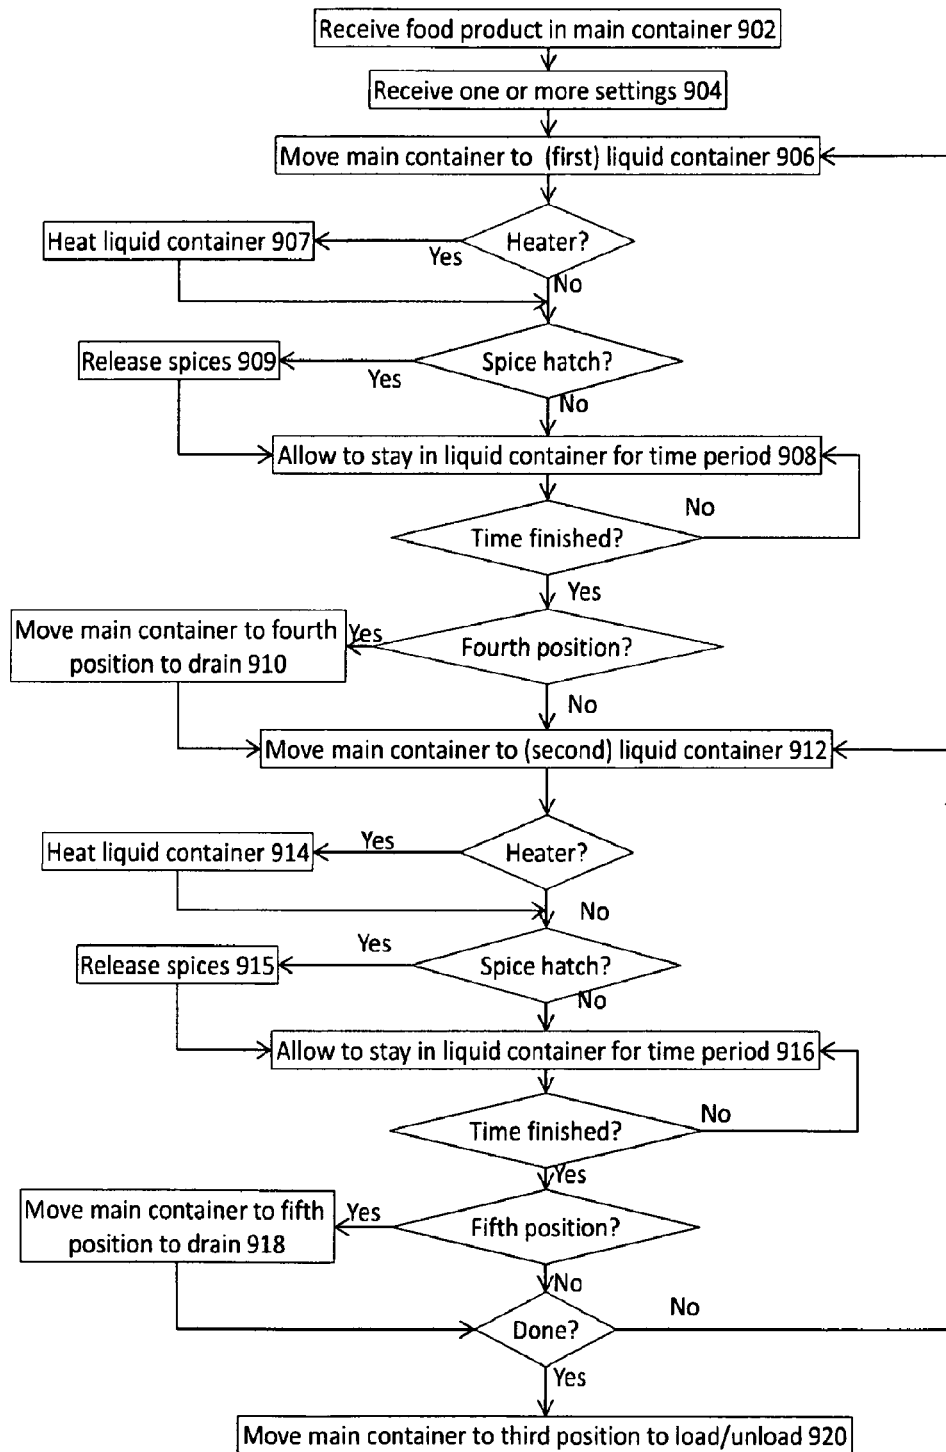 Receive food product in main container 902
Receive one or more settings 904
Move main container to (first) liquid container 906
Heater?
Heat liquid container 907
Yes
No
Spice hatch?
Release spices 909
Yes
No
Allow to stay in liquid container for time period 908
Time finished?
No
Yes
Move main container to fourth
position to drain 910
Yes
Fourth position?
No
Move main container to (second) liquid container 912
Heat liquid container 914
Yes
Heater?
No
Release spices 915
Yes
Spice hatch?
No
Allow to stay in liquid container for time period 916
Time finished?
No
Yes
Move main container to fifth
position to drain 918
Yes
Fifth position?
No
Done?
No
Yes
Move main container to third position to load/unload 920